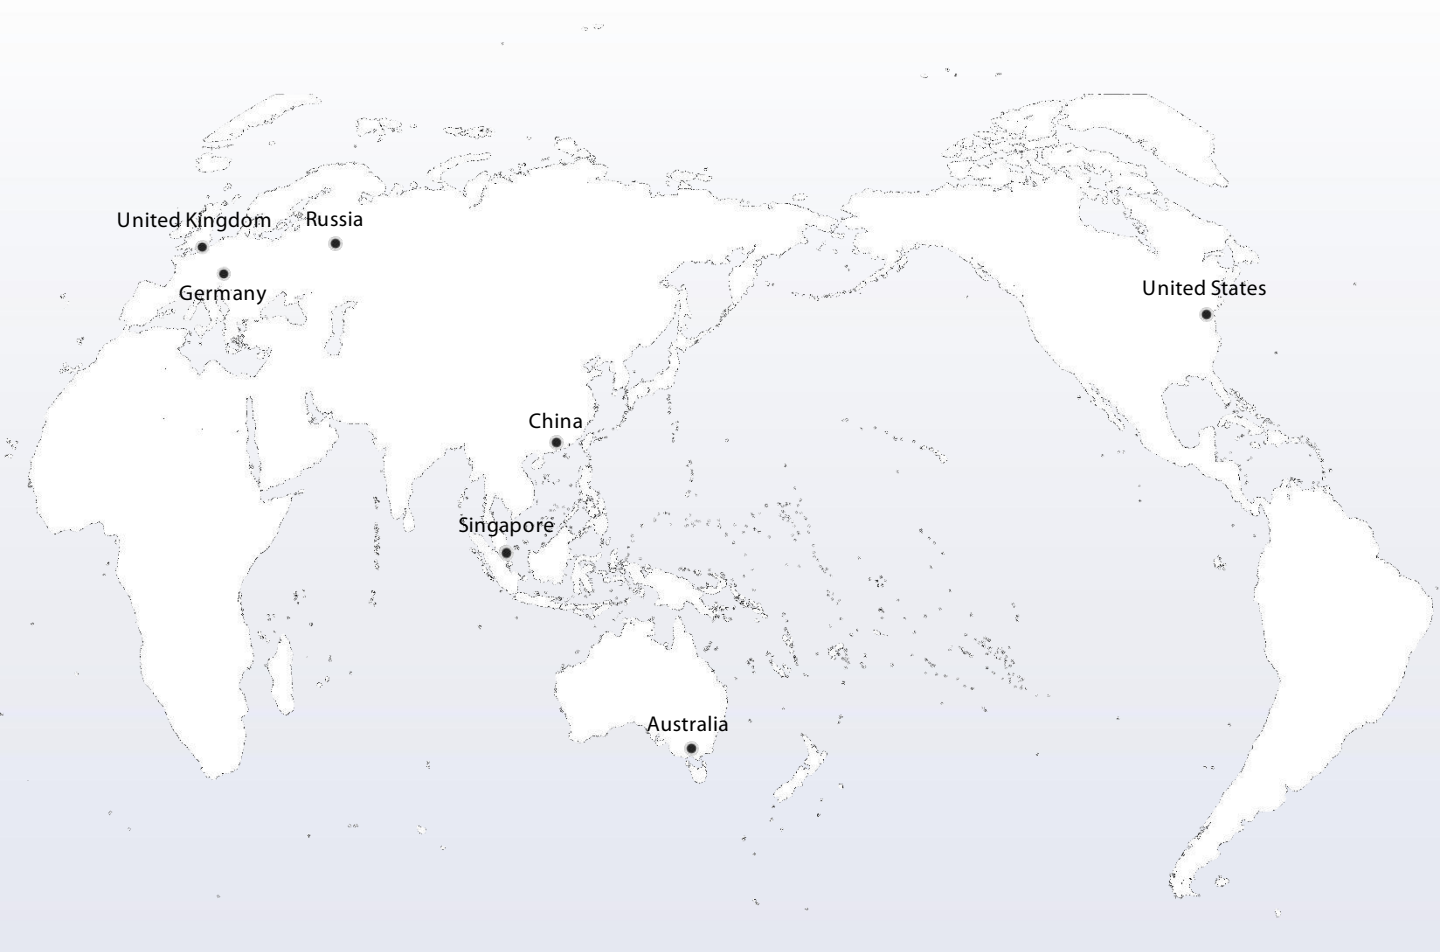 United Kingdom
Russia
Germany
United States
China
Singapore
Australia